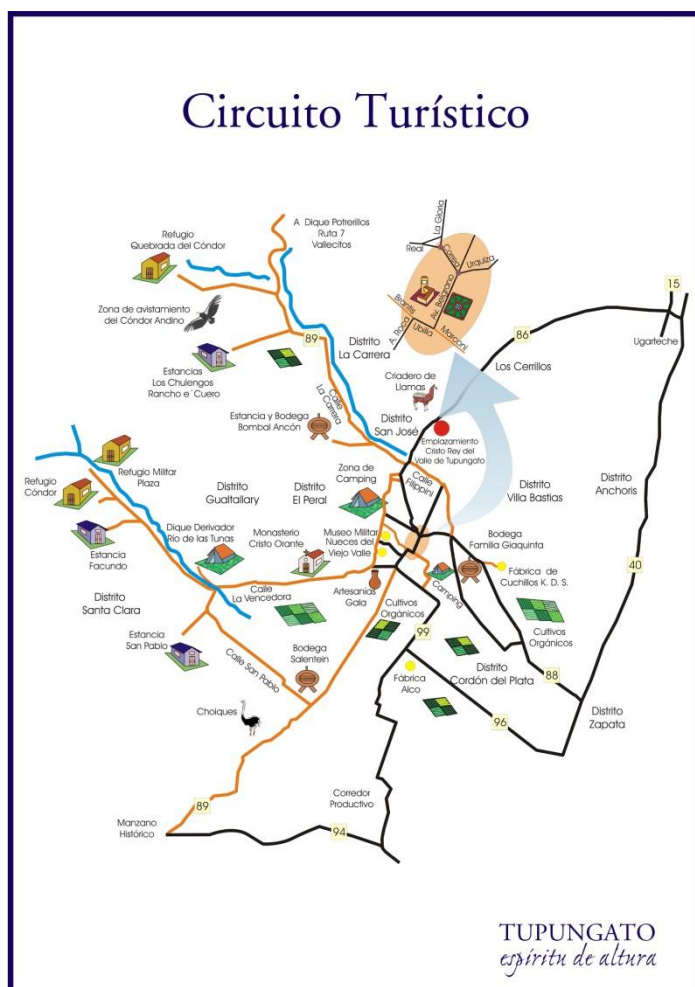 Circuito Turístico
A Dique Potrerillos
Ruta 7
Vallecitos
Refugio
Quebrada del Cóndor
Zona de avistamiento
del Cóndor Andino
Estancias
Los Chulengos
Rancho e´Cuero
89
Calle
La Carrera
Distrito
La Carrera
La Gloria
Real
Correa
Urquiza
Av. Belgrano
Brantis
A. Roca
Ubilla
Marconi
15
Ugarteche
86
Los Cerrillos
Criadero de
Llamas
Distrito
San José
Emplazamiento
Cristo Rey del
Valle de Tupungato
Estancia y Bodega
Bombal Ancón
Refugio Militar
Plaza
Refugio
Cóndor
Distrito
Gualtallary
Distrito
El Peral
Zona de
Camping
Calle
Filippini
Distrito
Villa Bastias
Distrito
Anchoris
Estancia
Facundo
Dique Derivador
Río de las Tunas
Monasterio
Cristo Orante
Museo Militar
Nueces del
Viejo Valle
Bodega
Familia Giaquinta
Fábrica de
Cuchillos K. D. S.
40
Distrito
Santa Clara
Calle
La Vencedora
Artesanías
Gala
Camping
Cultivos
Orgánicos
99
Cultivos
Orgánicos
Estancia
San Pablo
Calle San Pablo
Bodega
Salentein
Fábrica
Alco
Distrito
Cordón del Plata
88
96
Distrito
Zapata
Choiques
89
Manzano
Histórico
Corredor
Productivo
94
TUPUNGATO
espíritu de altura